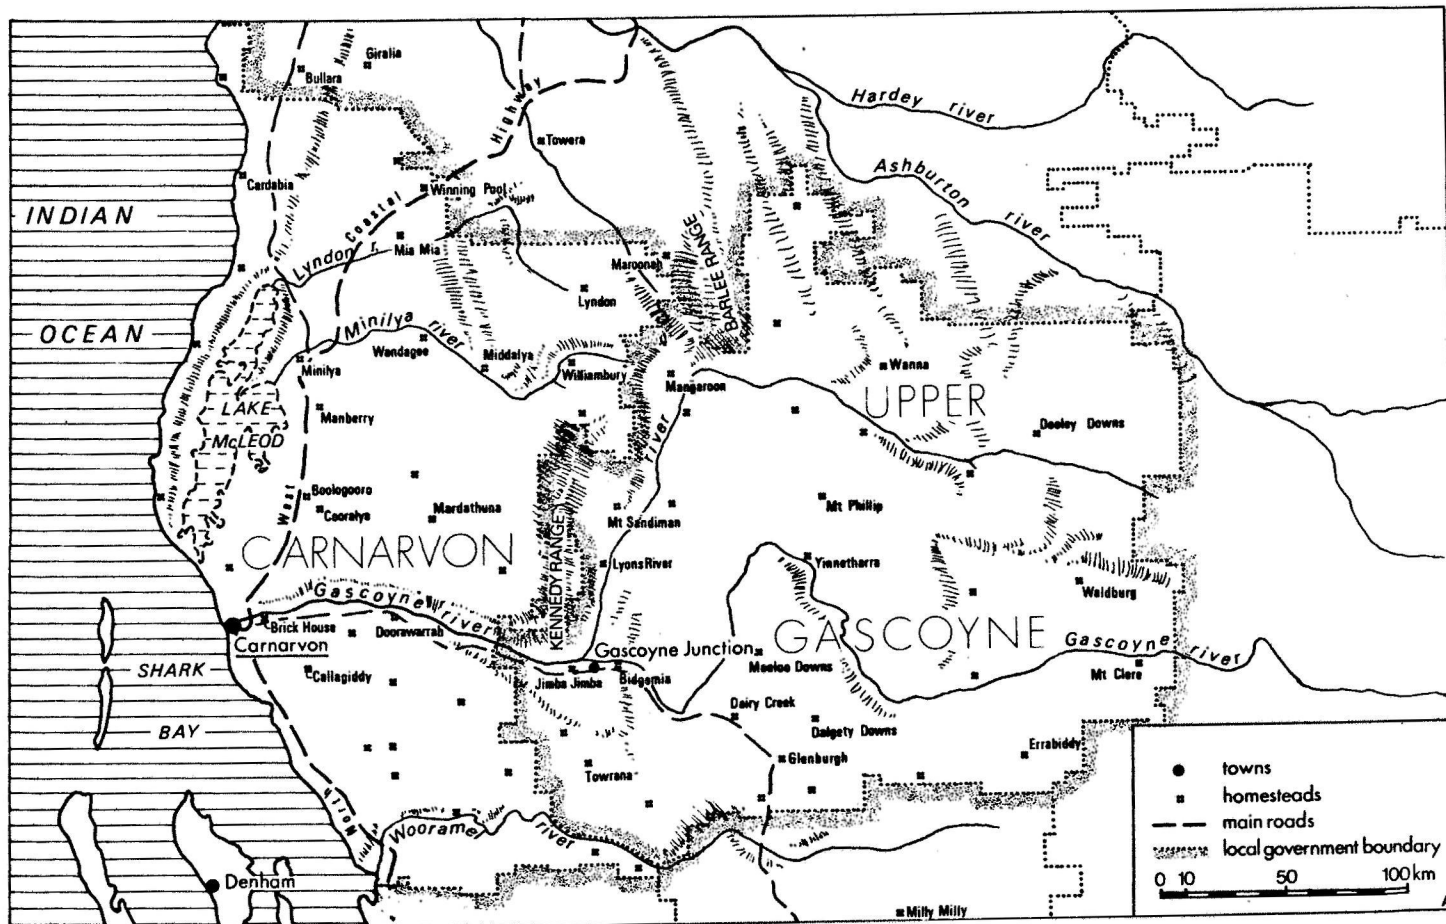 Giralia
Bullara
Highway
Towera
Hardey river
Cardabia
Winning Pool
Coastal
Ashburton river
INDIAN
OCEAN
Lyndon r.
Mia Mia
Maroonah
BARLEE RANGE
Lyndon
Minilya river
Wandagee
Middalya
Williambury
Minilya
Mangaroon
Wanna
LAKE
McLEOD
Manberry
UPPER
Dooley Downs
river
Boologooro
Cooralya
Mardathuna
West
Mt Sandiman
Mt Phillip
CARNARVON
KENNEDY RANGE
Lyons River
Yinnetharra
Waldburg
Gascoyne river
Brick House
Doorawarrah
Carnarvon
GASCOYNE
Gascoyne river
Gascoyne Junction
SHARK
BAY
Callagiddy
Jimba Jimba
Bidgemia
Meeloo Downs
Mt Clere
Dairy Creek
Dalgety Downs
Errabiddy
Glenburgh
Towrana
North
Wooramel river
Denham
Milly Milly
towns
homesteads
main roads
local government boundary
0 10 50 100 km